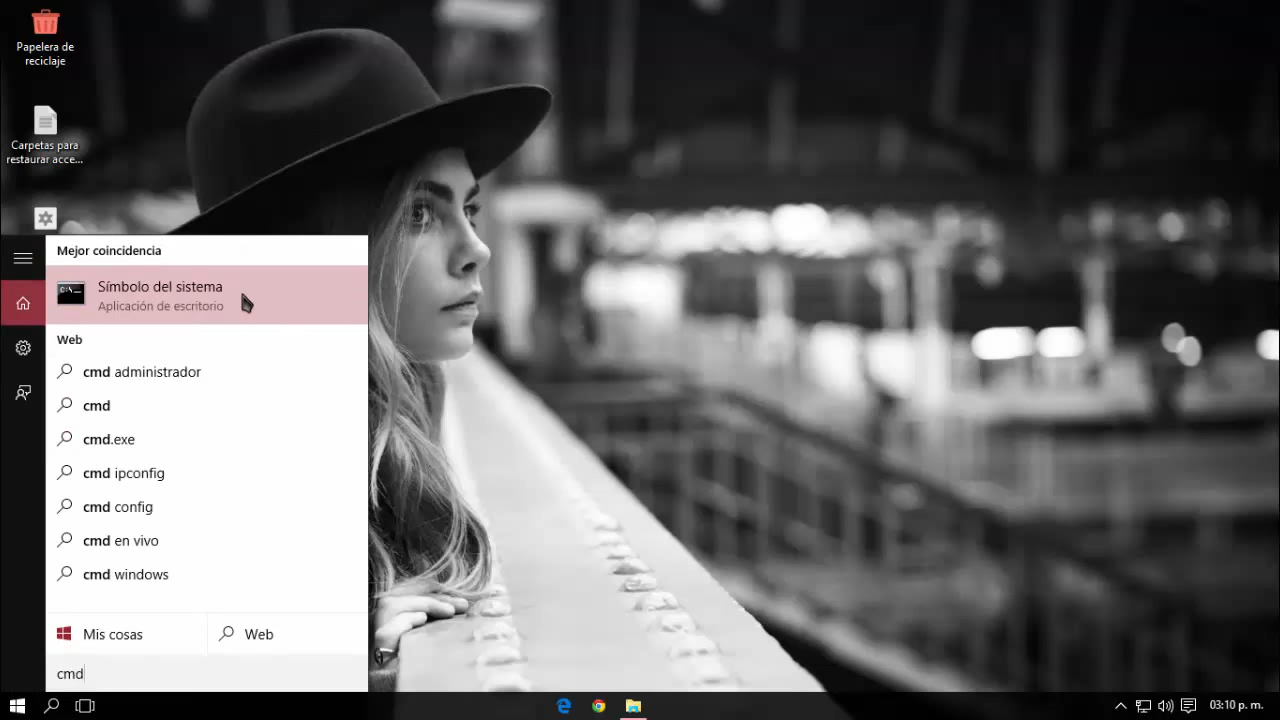 Papelera de
reciclaje
Carpetas para
restaurar acce...
Mejor coincidencia
Símbolo del sistema
Aplicación de escritorio
Web
cmd administrador
cmd
cmd.exe
cmd ipconfig
cmd config
cmd en vivo
cmd windows
Mis cosas
Web
cmd
03:10 p. m.